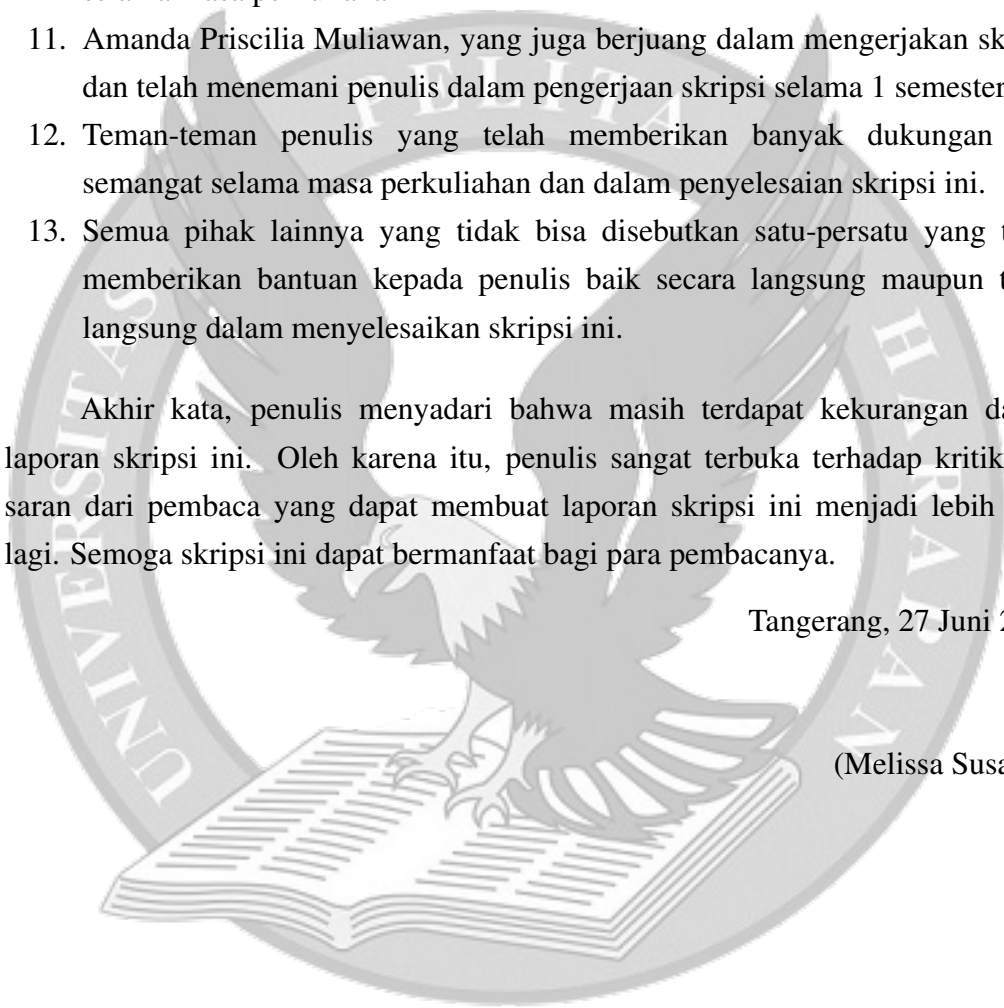 11. Amanda Priscilia Muliawan, yang juga berjuang dalam mengerjakan sk
dan telah menemani penulis dalam pengerjaan skripsi selama 1 semester
12. Teman-teman penulis yang telah memberikan banyak dukungan
semangat selama masa perkuliahan dan dalam penyelesaian skripsi ini.
13. Semua pihak lainnya yang tidak bisa disebutkan satu-persatu yang t
memberikan bantuan kepada penulis baik secara langsung maupun t
langsung dalam menyelesaikan skripsi ini.
Akhir kata, penulis menyadari bahwa masih terdapat kekurangan da
laporan skripsi ini. Oleh karena itu, penulis sangat terbuka terhadap kritik
saran dari pembaca yang dapat membuat laporan skripsi ini menjadi lebih
lagi. Semoga skripsi ini dapat bermanfaat bagi para pembacanya.
Tangerang, 27 Juni 2
(Melissa Susa
UNIVERSITAS PELITA HARAPAN